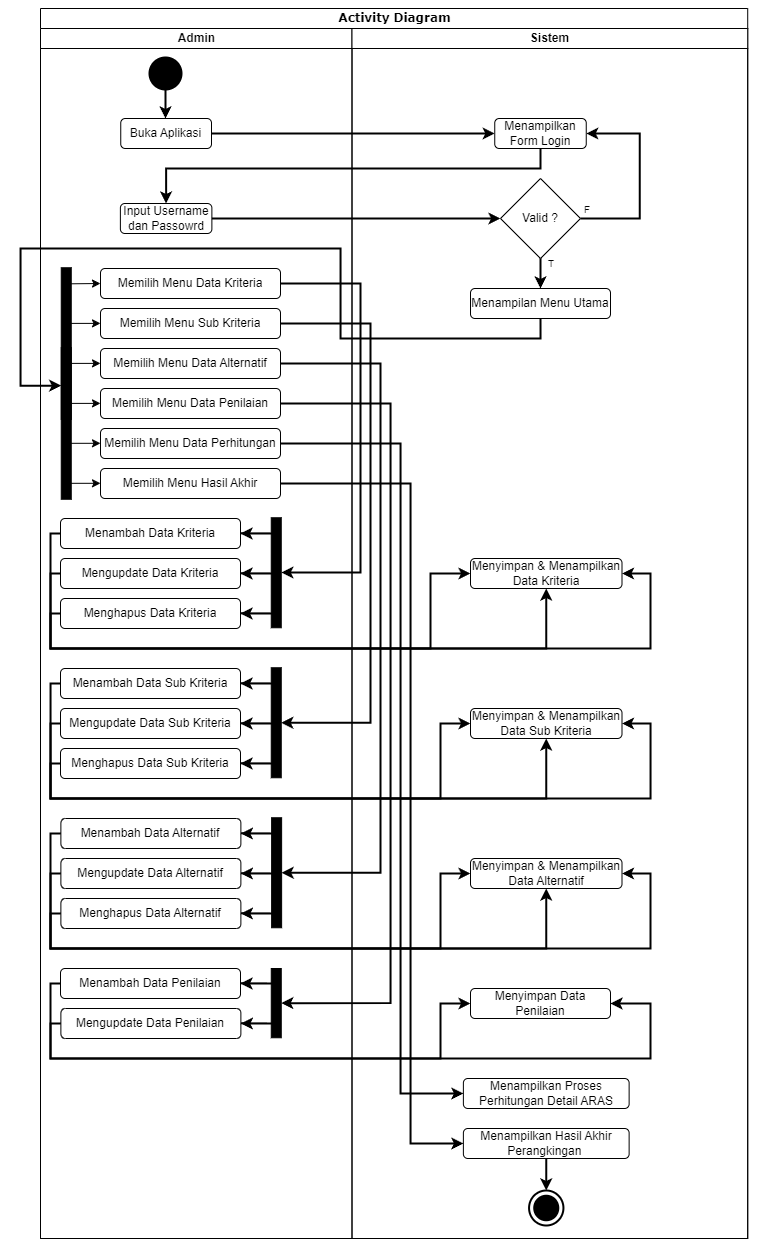 Activity Diagram
Admin
Sistem
Buka Aplikasi
Menampilkan
Form Login
Input Username
dan Passowrd
Valid ?
F
T
Menampilan Menu Utama
Memilih Menu Data Kriteria
Memilih Menu Sub Kriteria
Memilih Menu Data Alternatif
Memilih Menu Data Penilaian
Memilih Menu Data Perhitungan
Memilih Menu Hasil Akhir
Menambah Data Kriteria
Mengupdate Data Kriteria
Menghapus Data Kriteria
Menyimpan & Menampilkan
Data Kriteria
Menambah Data Sub Kriteria
Mengupdate Data Sub Kriteria
Menghapus Data Sub Kriteria
Menyimpan & Menampilkan
Data Sub Kriteria
Menambah Data Alternatif
Mengupdate Data Alternatif
Menghapus Data Alternatif
Menyimpan & Menampilkan
Data Alternatif
Menambah Data Penilaian
Mengupdate Data Penilaian
Menyimpan Data
Penilaian
Menampilkan Proses
Perhitungan Detail ARAS
Menampilkan Hasil Akhir
Perangkingan